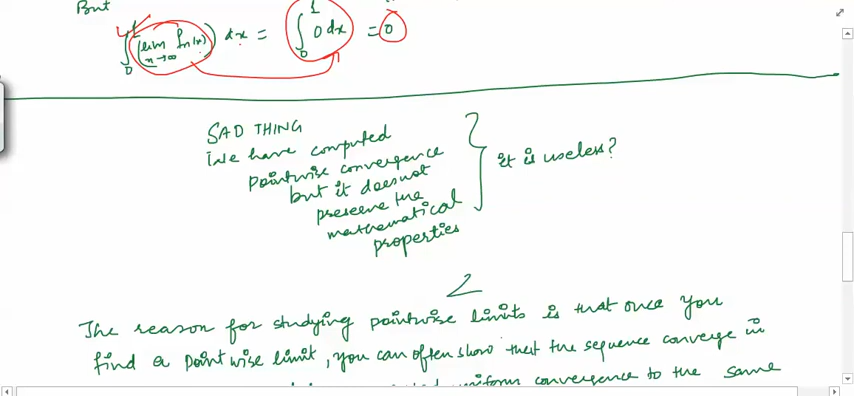 But
∫₀¹ (lim n→∞ fn(x)) dx = ∫₀¹ 0 dx = 0
SAD THING
We have computed
pointwise convergence
but it does not
preserve the
mathematical
properties
it is useless?
The reason for studying pointwise limits is that once you
find a pointwise limit, you can often show that the sequence converge in
uniform convergence to the same